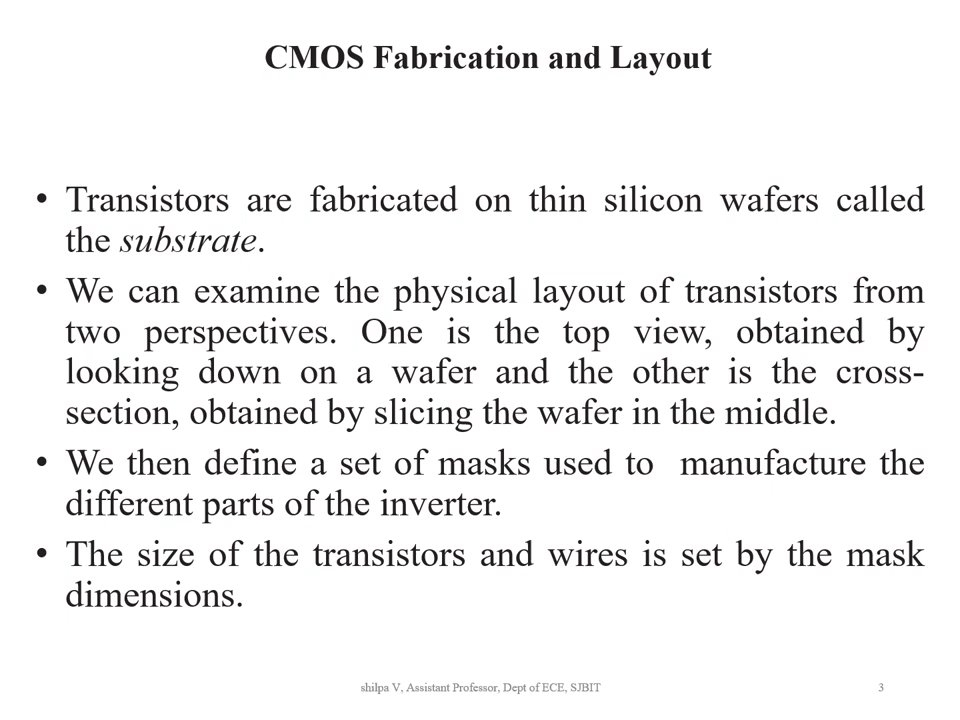 CMOS Fabrication and Layout
• Transistors are fabricated on thin silicon wafers called
the substrate.
• We can examine the physical layout of transistors from
two perspectives. One is the top view, obtained by
looking down on a wafer and the other is the cross-
section, obtained by slicing the wafer in the middle.
• We then define a set of masks used to manufacture the
different parts of the inverter.
• The size of the transistors and wires is set by the mask
dimensions.
shilpa V, Assistant Professor, Dept of ECE, SJBIT
3